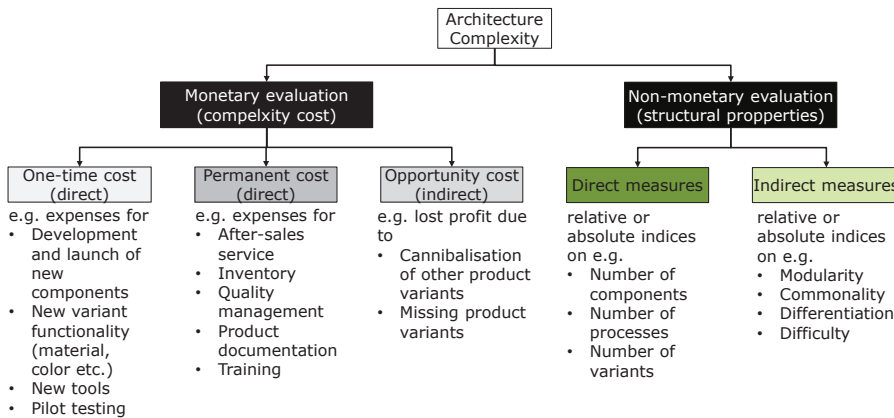 Architecture
Complexity
Monetary evaluation
(compelxity cost)
Non-monetary evaluation
(structural propperties)
One-time cost
(direct)
e.g. expenses for
• Development
and launch of
new
components
• New variant
functionality
(material,
color etc.)
• New tools
• Pilot testing
Permanent cost
(direct)
e.g. expenses for
• After-sales
service
• Inventory
• Quality
management
• Product
documentation
• Training
Opportunity cost
(indirect)
e.g. lost profit due
to
• Cannibalisation
of other product
variants
• Missing product
variants
Direct measures
relative or
absolute indices
on e.g.
• Number of
components
• Number of
processes
• Number of
variants
Indirect measures
relative or
absolute indices
on e.g.
• Modularity
• Commonality
• Differentiation
• Difficulty